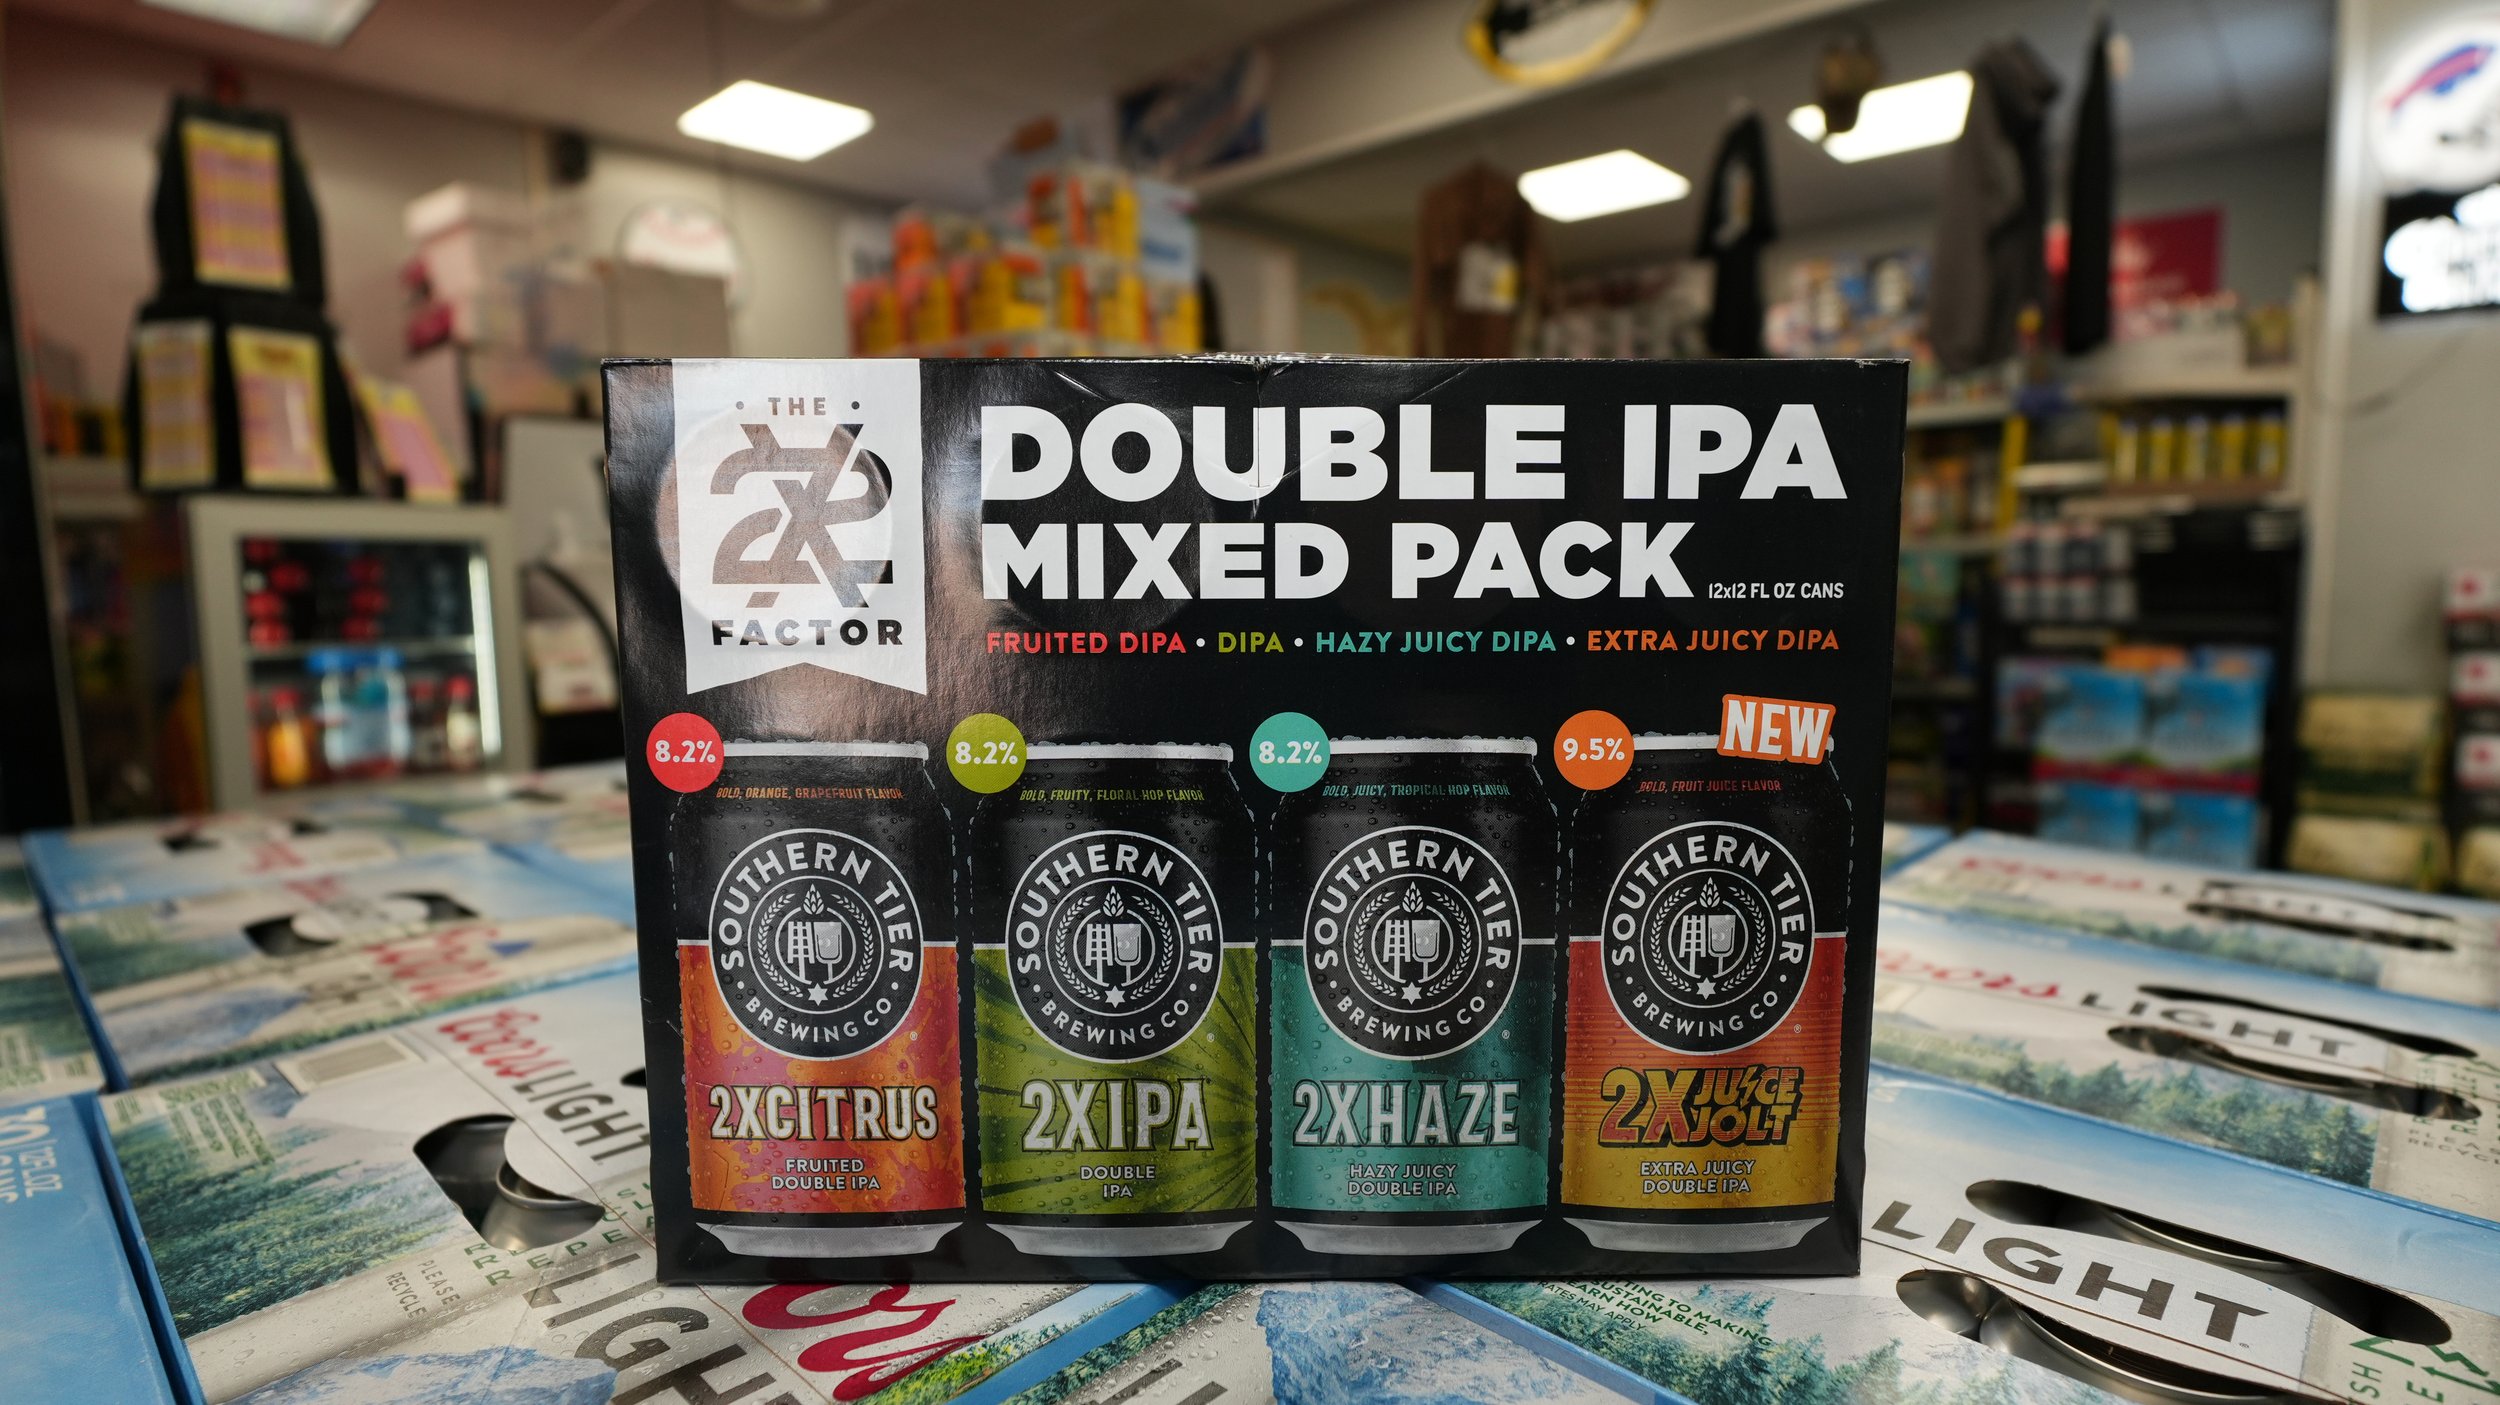 • THE •
2X
FACTOR
DOUBLE IPA
MIXED PACK
12x12 FL OZ CANS
FRUITED DIPA • DIPA • HAZY JUICY DIPA • EXTRA JUICY DIPA
8.2%
BOLD, ORANGE, GRAPEFRUIT FLAVOR
SOUTHERN TIER
• BREWING CO •
2XCITRUS
FRUITED
DOUBLE IPA
8.2%
BOLD, FRUITY, FLORAL HOP FLAVOR
SOUTHERN TIER
• BREWING CO •
2XIPA
DOUBLE
IPA
8.2%
BOLD, JUICY, TROPICAL HOP FLAVOR
SOUTHERN TIER
• BREWING CO •
2XHAZE
HAZY JUICY
DOUBLE IPA
9.5%
NEW
BOLD, FRUIT JUICE FLAVOR
SOUTHERN TIER
• BREWING CO •
2X JUICE
JOLT
EXTRA JUICY
DOUBLE IPA
Coors LIGHT
PLEASE
RECYCLE
LIGHT
Coors LIGHT
LIGHT